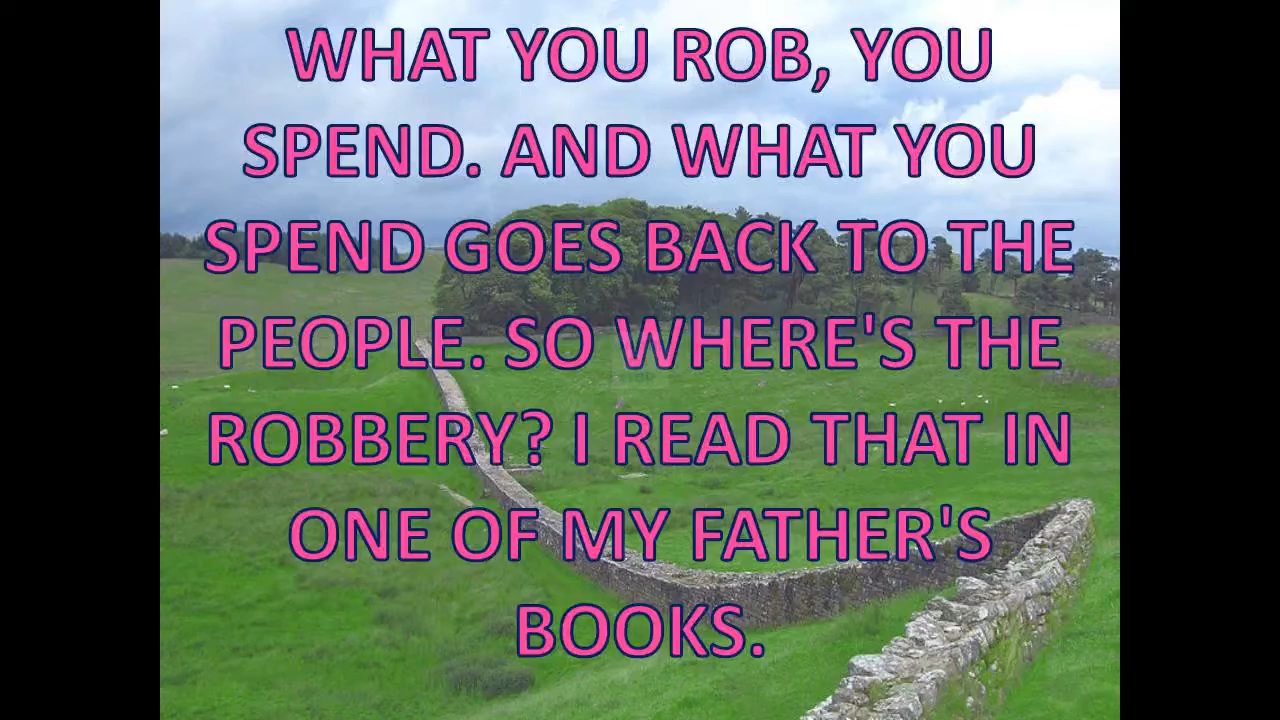 WHAT YOU ROB, YOU
SPEND. AND WHAT YOU
SPEND GOES BACK TO THE
PEOPLE. SO WHERE'S THE
ROBBERY? I READ THAT IN
ONE OF MY FATHER'S
BOOKS.